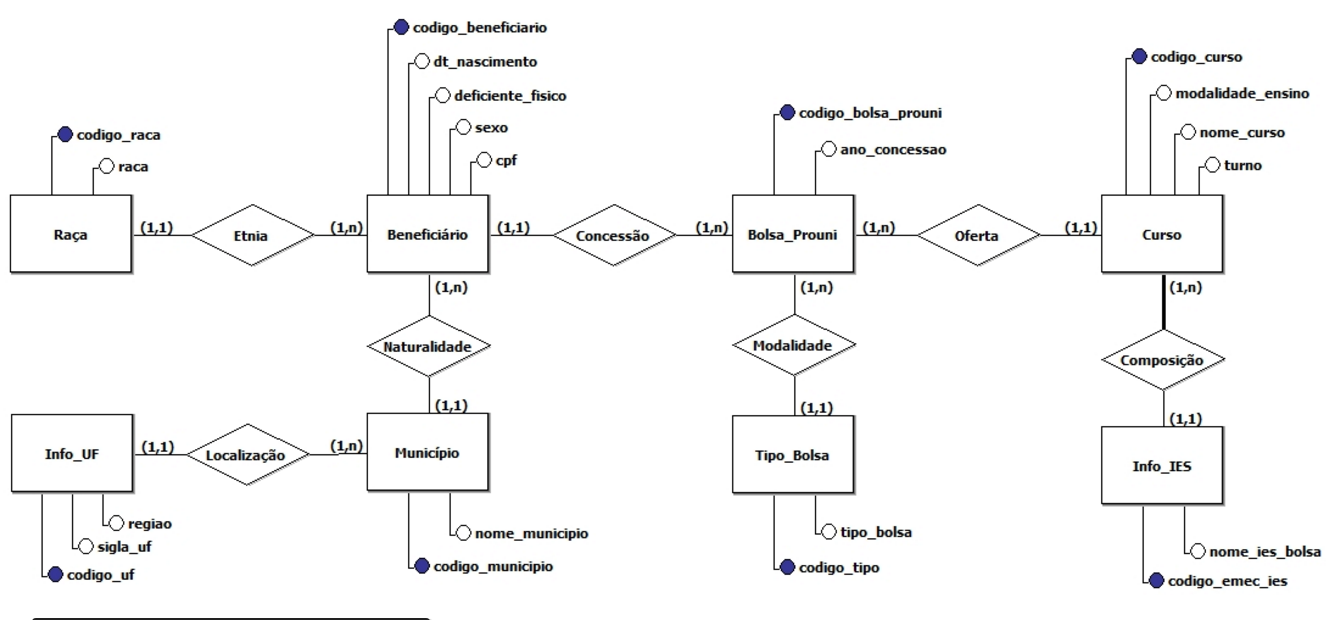 codigo_beneficiario
dt_nascimento
deficiente_fisico
sexo
cpf
codigo_raca
raca
codigo_bolsa_prouni
ano_concessao
codigo_curso
modalidade_ensino
nome_curso
turno
Raça
(1,1)
Etnia
(1,n)
Beneficiário
(1,1)
Concessão
(1,n)
Bolsa_Prouni
(1,n)
Oferta
(1,1)
Curso
(1,n)
Naturalidade
(1,1)
(1,n)
Modalidade
(1,1)
(1,n)
Composição
(1,1)
Info_UF
(1,1)
Localização
(1,n)
Município
Tipo_Bolsa
Info_IES
regiao
sigla_uf
codigo_uf
nome_municipio
codigo_municipio
tipo_bolsa
codigo_tipo
nome_ies_bolsa
codigo_emec_ies